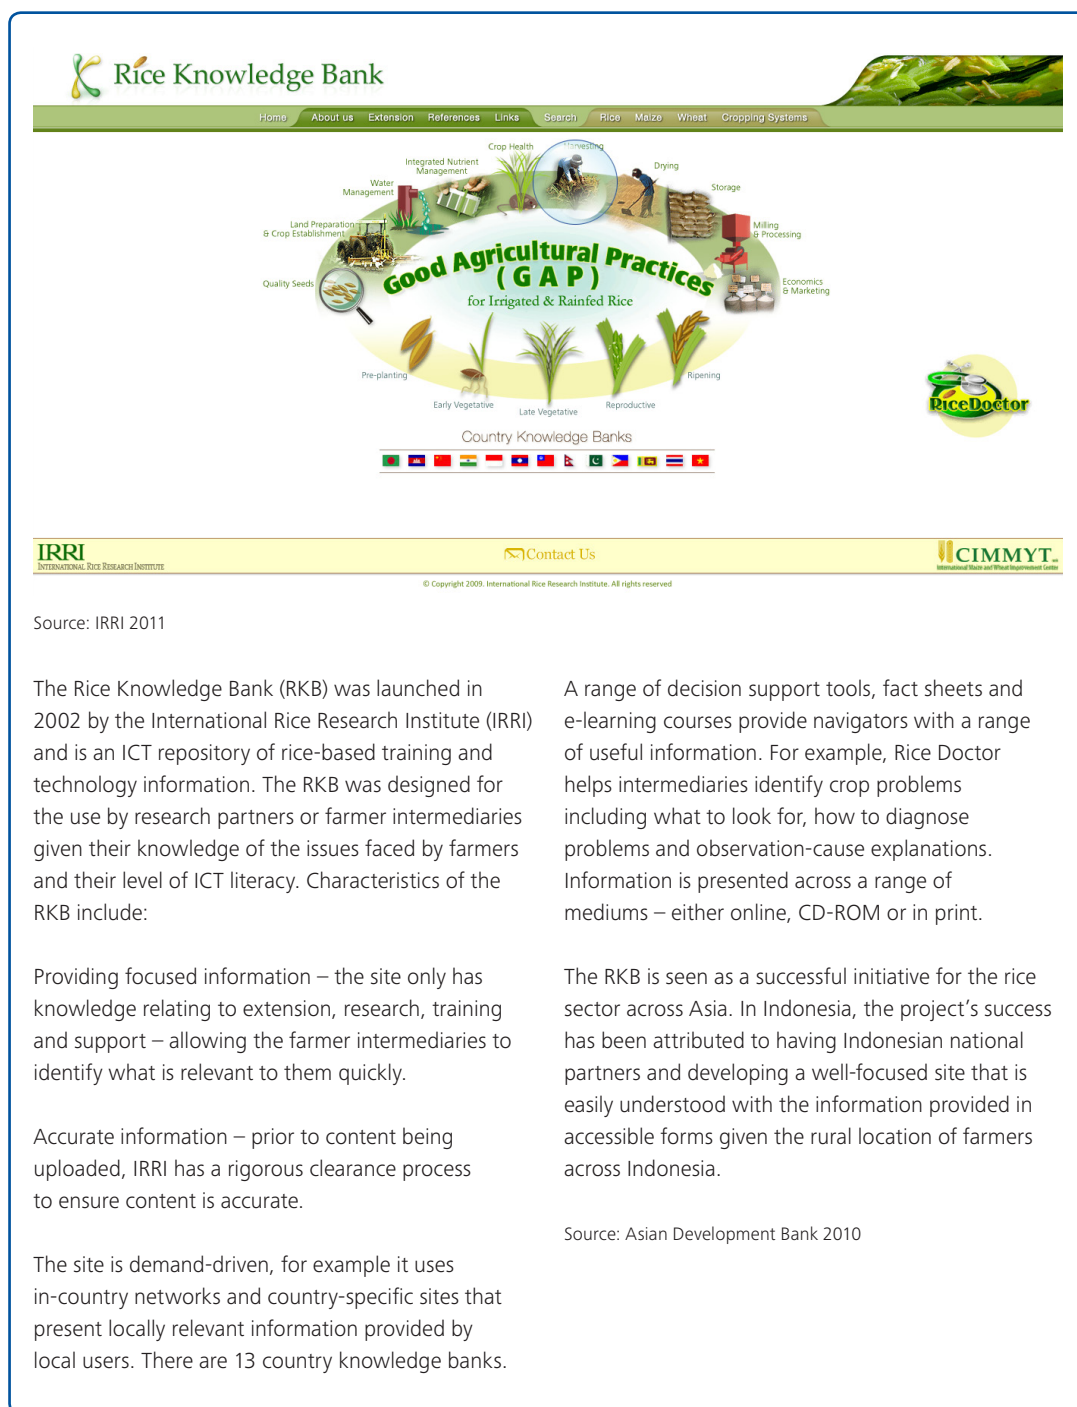 Rice Knowledge Bank
Home About us Extension References Links Search Rice Maize Wheat Cropping Systems
Crop Health
Harvesting
Integrated Nutrient
Management
Drying
Water
Management
Storage
Land Preparation
& Crop Establishment
Milling
& Processing
Good Agricultural Practices
(GAP)
for Irrigated & Rainfed Rice
Quality Seeds
Economics
& Marketing
Pre-planting
Early Vegetative
Late Vegetative
Reproductive
Ripening
RiceDoctor
Country Knowledge Banks
IRRI
INTERNATIONAL RICE RESEARCH INSTITUTE
Contact Us
CIMMYT
International Maize and Wheat Improvement Center
© Copyright 2009. International Rice Research Institute. All rights reserved
Source: IRRI 2011
The Rice Knowledge Bank (RKB) was launched in
2002 by the International Rice Research Institute (IRRI)
and is an ICT repository of rice-based training and
technology information. The RKB was designed for
the use by research partners or farmer intermediaries
given their knowledge of the issues faced by farmers
and their level of ICT literacy. Characteristics of the
RKB include:
Providing focused information – the site only has
knowledge relating to extension, research, training
and support – allowing the farmer intermediaries to
identify what is relevant to them quickly.
Accurate information – prior to content being
uploaded, IRRI has a rigorous clearance process
to ensure content is accurate.
The site is demand-driven, for example it uses
in-country networks and country-specific sites that
present locally relevant information provided by
local users. There are 13 country knowledge banks.
A range of decision support tools, fact sheets and
e-learning courses provide navigators with a range
of useful information. For example, Rice Doctor
helps intermediaries identify crop problems
including what to look for, how to diagnose
problems and observation-cause explanations.
Information is presented across a range of
mediums – either online, CD-ROM or in print.
The RKB is seen as a successful initiative for the rice
sector across Asia. In Indonesia, the project's success
has been attributed to having Indonesian national
partners and developing a well-focused site that is
easily understood with the information provided in
accessible forms given the rural location of farmers
across Indonesia.
Source: Asian Development Bank 2010